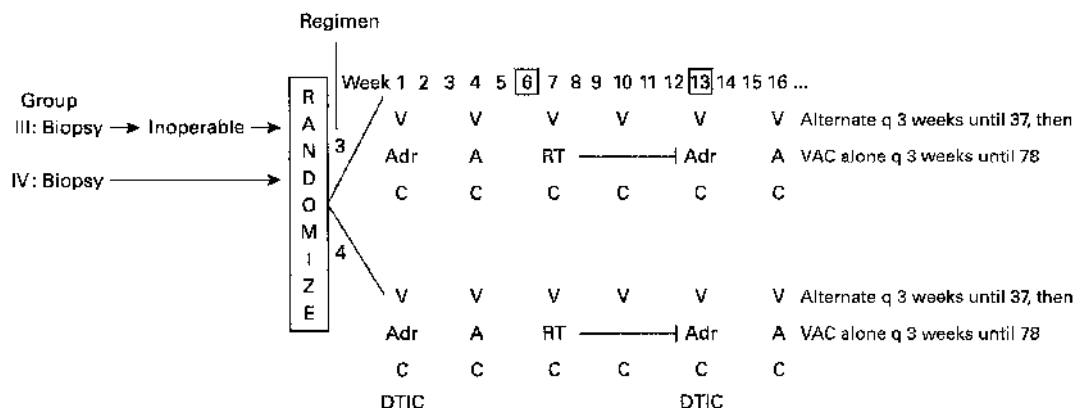 Regimen
Week 1 2 3 4 5 6 7 8 9 10 11 12 13 14 15 16 ...
Group
III: Biopsy Inoperable
IV: Biopsy
RANDOMIZE
3
V V V V V V Alternate q 3 weeks until 37, then
Adr A RT Adr A VAC alone q 3 weeks until 78
C C C C C C
4
V V V V V V Alternate q 3 weeks until 37, then
Adr A RT Adr A VAC alone q 3 weeks until 78
C C C C C C
DTIC DTIC